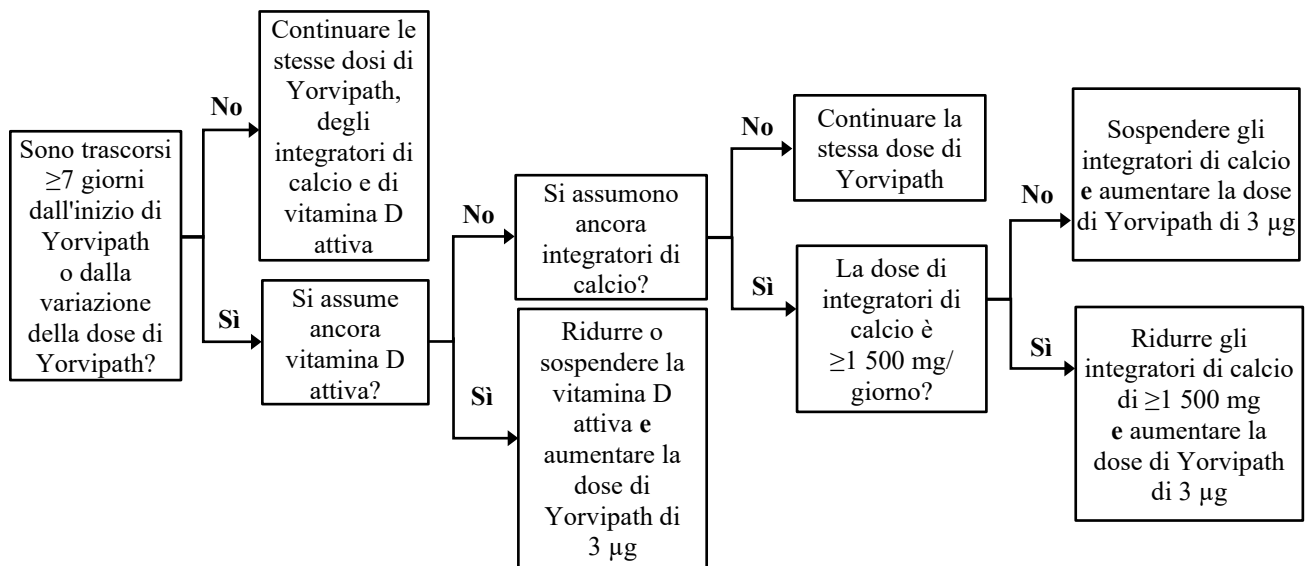 Sono trascorsi
≥7 giorni
dall'inizio di
Yorvipath
o dalla
variazione
della dose di
Yorvipath?
No
Continuare le
stesse dosi di
Yorvipath,
degli
integratori di
calcio e di
vitamina D
attiva
Sì
Si assume
ancora
vitamina D
attiva?
No
Si assumono
ancora
integratori di
calcio?
Sì
Ridurre o
sospendere la
vitamina D
attiva e
aumentare la
dose di
Yorvipath di
3 µg
No
Continuare la
stessa dose di
Yorvipath
Sì
La dose di
integratori di
calcio è
≥1 500 mg/
giorno?
No
Sospendere gli
integratori di calcio
e aumentare la dose
di Yorvipath di 3 µg
Sì
Ridurre gli
integratori di calcio
di ≥1 500 mg
e aumentare la
dose di Yorvipath
di 3 µg